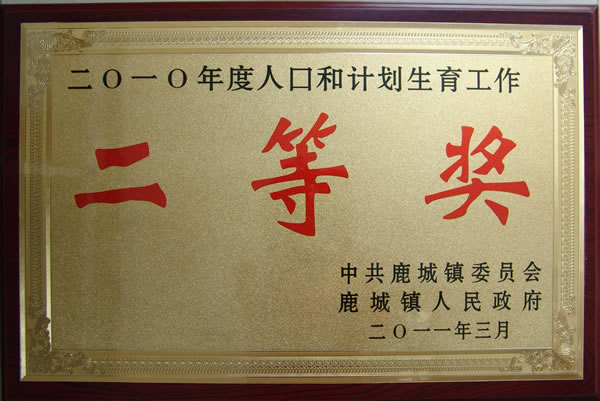 二〇一〇年度人口和计划生育工作
二等奖
中共鹿城镇委员会
鹿城镇人民政府
二〇一一年三月